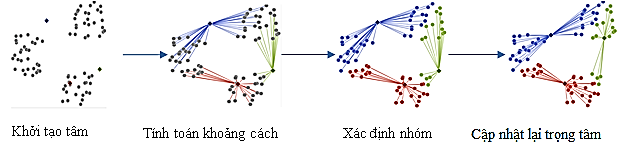 Khởi tạo tâm
Tính toán khoảng cách
Xác định nhóm
Cập nhật lại trọng tâm